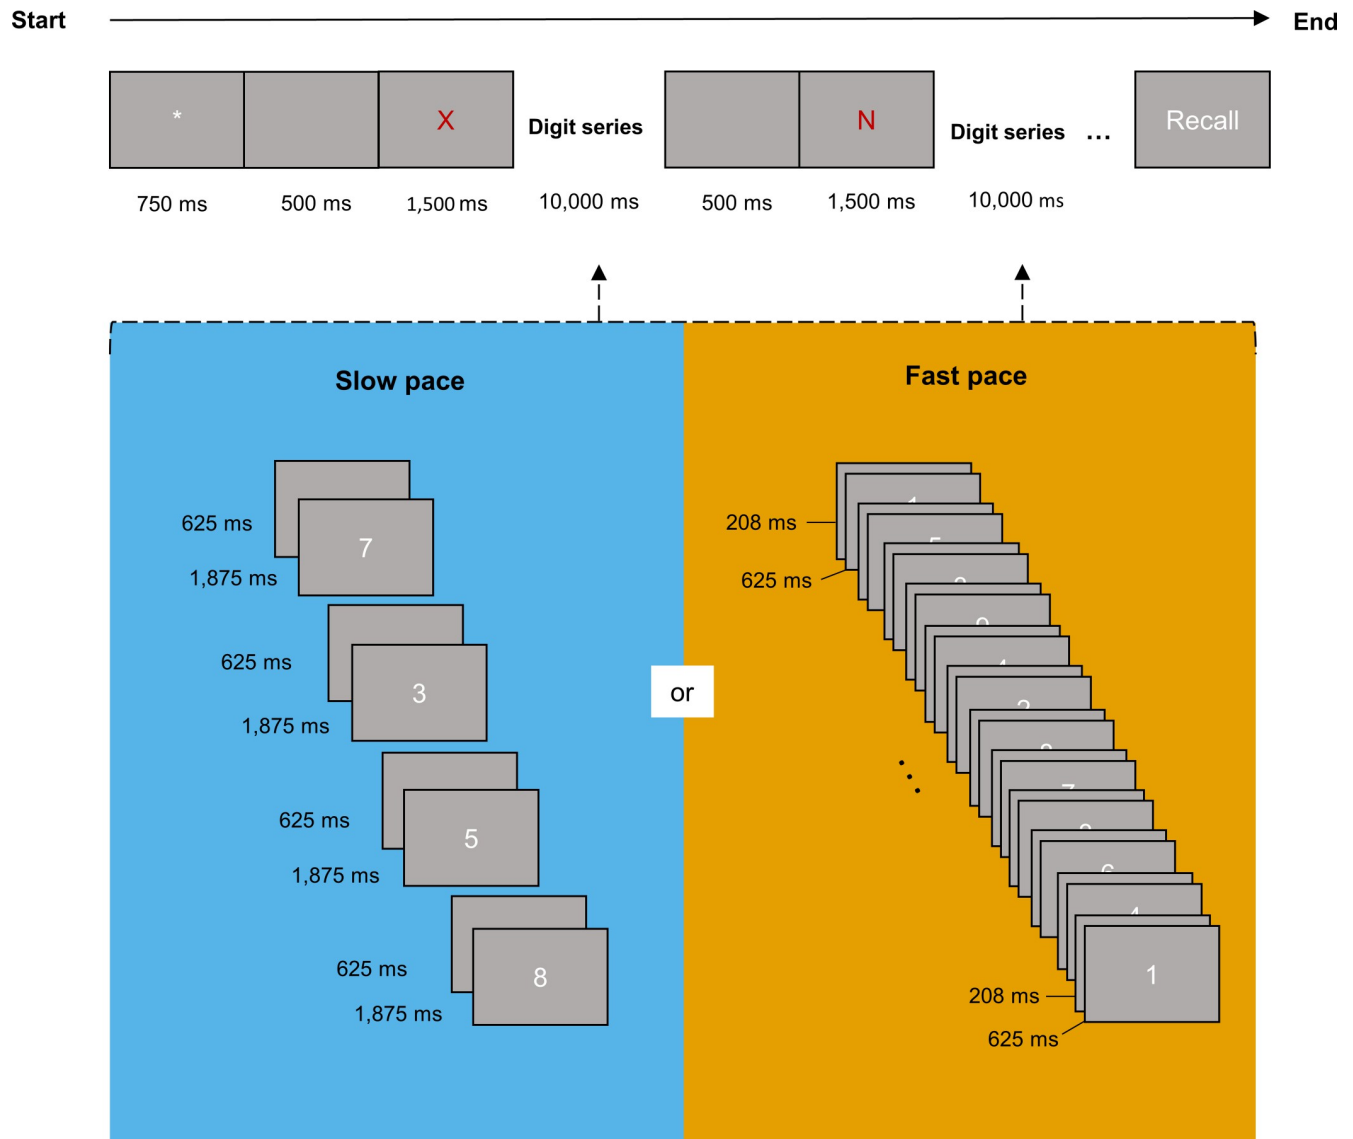 Start
End
*
X
Digit series
N
Digit series
...
Recall
750 ms
500 ms
1,500 ms
10,000 ms
500 ms
1,500 ms
10,000 ms
Slow pace
Fast pace
625 ms
7
1,875 ms
625 ms
3
1,875 ms
625 ms
5
1,875 ms
625 ms
8
1,875 ms
or
208 ms
625 ms
1
208 ms
625 ms